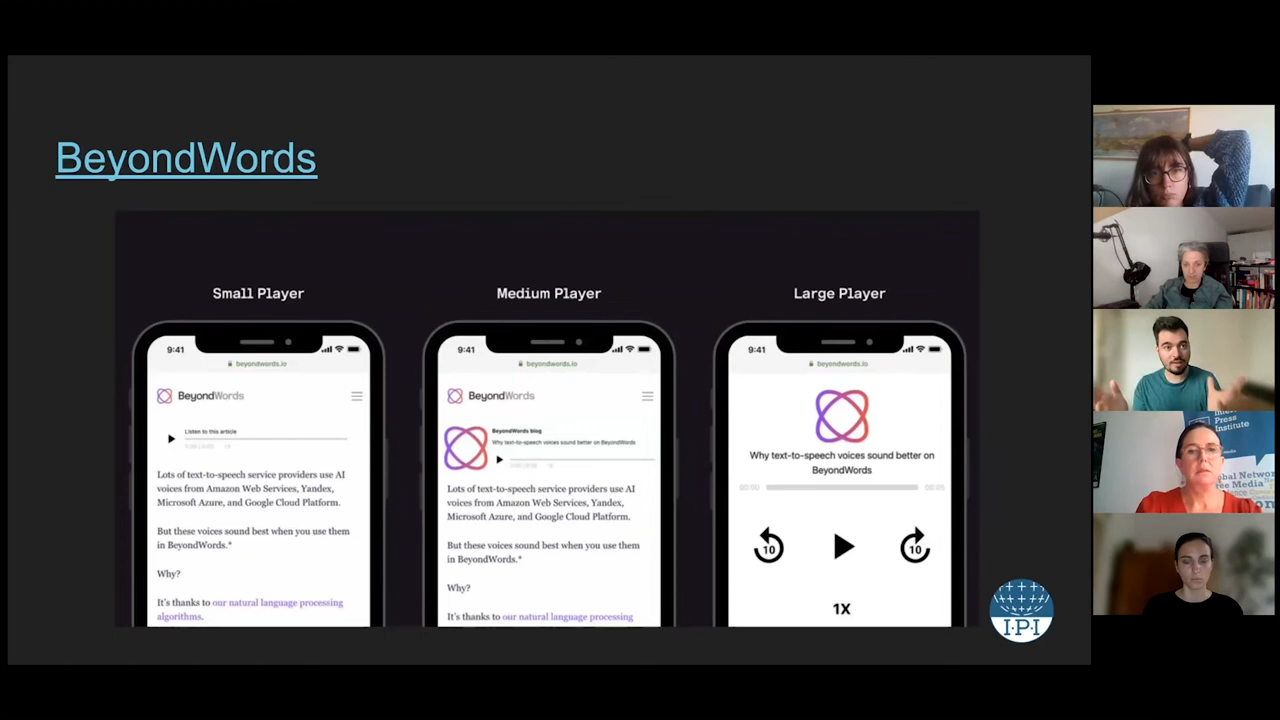 BeyondWords
Small Player
Medium Player
Large Player
9:41
beyondwords.io
BeyondWords
Listen to this article
Lots of text-to-speech service providers use AI
voices from Amazon Web Services, Yandex,
Microsoft Azure, and Google Cloud Platform.
But these voices sound best when you use them
in BeyondWords.*
Why?
It's thanks to our natural language processing
algorithms.
9:41
beyondwords.io
BeyondWords
BeyondWords blog
Why text-to-speech voices sound better on BeyondWords
Lots of text-to-speech service providers use AI
voices from Amazon Web Services, Yandex,
Microsoft Azure, and Google Cloud Platform.
But these voices sound best when you use them
in BeyondWords.*
Why?
It's thanks to our natural language processing
9:41
beyondwords.io
Why text-to-speech voices sound better on
BeyondWords
00:00
00:05
10
10
1X
I·P·I
Press
Institute